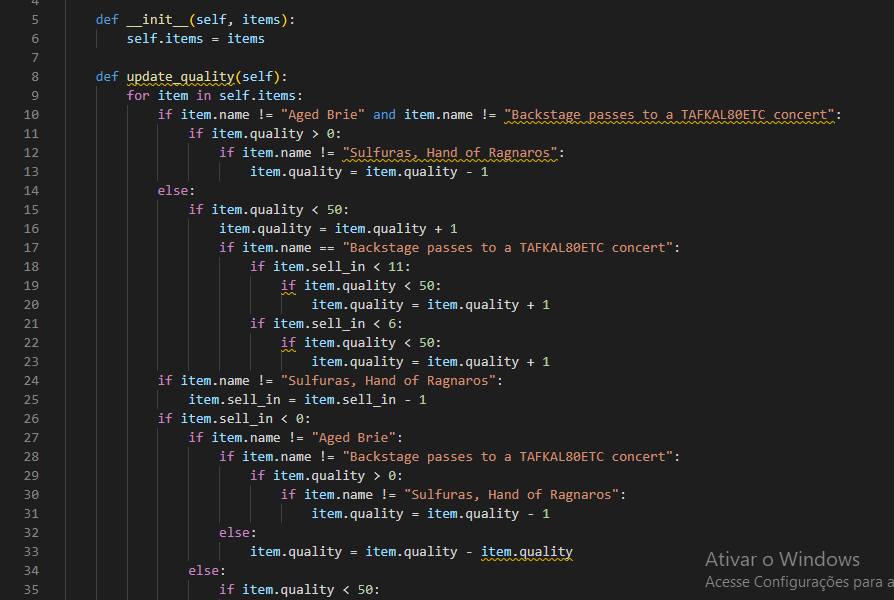 4
5 def __init__(self, items):
6 self.items = items
7
8 def update_quality(self):
9 for item in self.items:
10 if item.name != "Aged Brie" and item.name != "Backstage passes to a TAFKAL80ETC concert":
11 if item.quality > 0:
12 if item.name != "Sulfuras, Hand of Ragnaros":
13 item.quality = item.quality - 1
14 else:
15 if item.quality < 50:
16 item.quality = item.quality + 1
17 if item.name == "Backstage passes to a TAFKAL80ETC concert":
18 if item.sell_in < 11:
19 if item.quality < 50:
20 item.quality = item.quality + 1
21 if item.sell_in < 6:
22 if item.quality < 50:
23 item.quality = item.quality + 1
24 if item.name != "Sulfuras, Hand of Ragnaros":
25 item.sell_in = item.sell_in - 1
26 if item.sell_in < 0:
27 if item.name != "Aged Brie":
28 if item.name != "Backstage passes to a TAFKAL80ETC concert":
29 if item.quality > 0:
30 if item.name != "Sulfuras, Hand of Ragnaros":
31 item.quality = item.quality - 1
32 else:
33 item.quality = item.quality - item.quality
34 else:
35 if item.quality < 50:
Ativar o Windows
Acesse Configurações para a